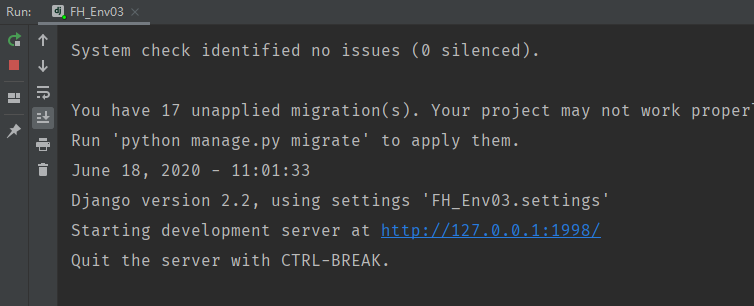 Run: FH_Env03
System check identified no issues (0 silenced).
You have 17 unapplied migration(s). Your project may not work
Run 'python manage.py migrate' to apply them.
June 18, 2020 - 11:01:33
Django version 2.2, using settings 'FH_Env03.settings'
Starting development server at http://127.0.0.1:1998/
Quit the server with CTRL-BREAK.